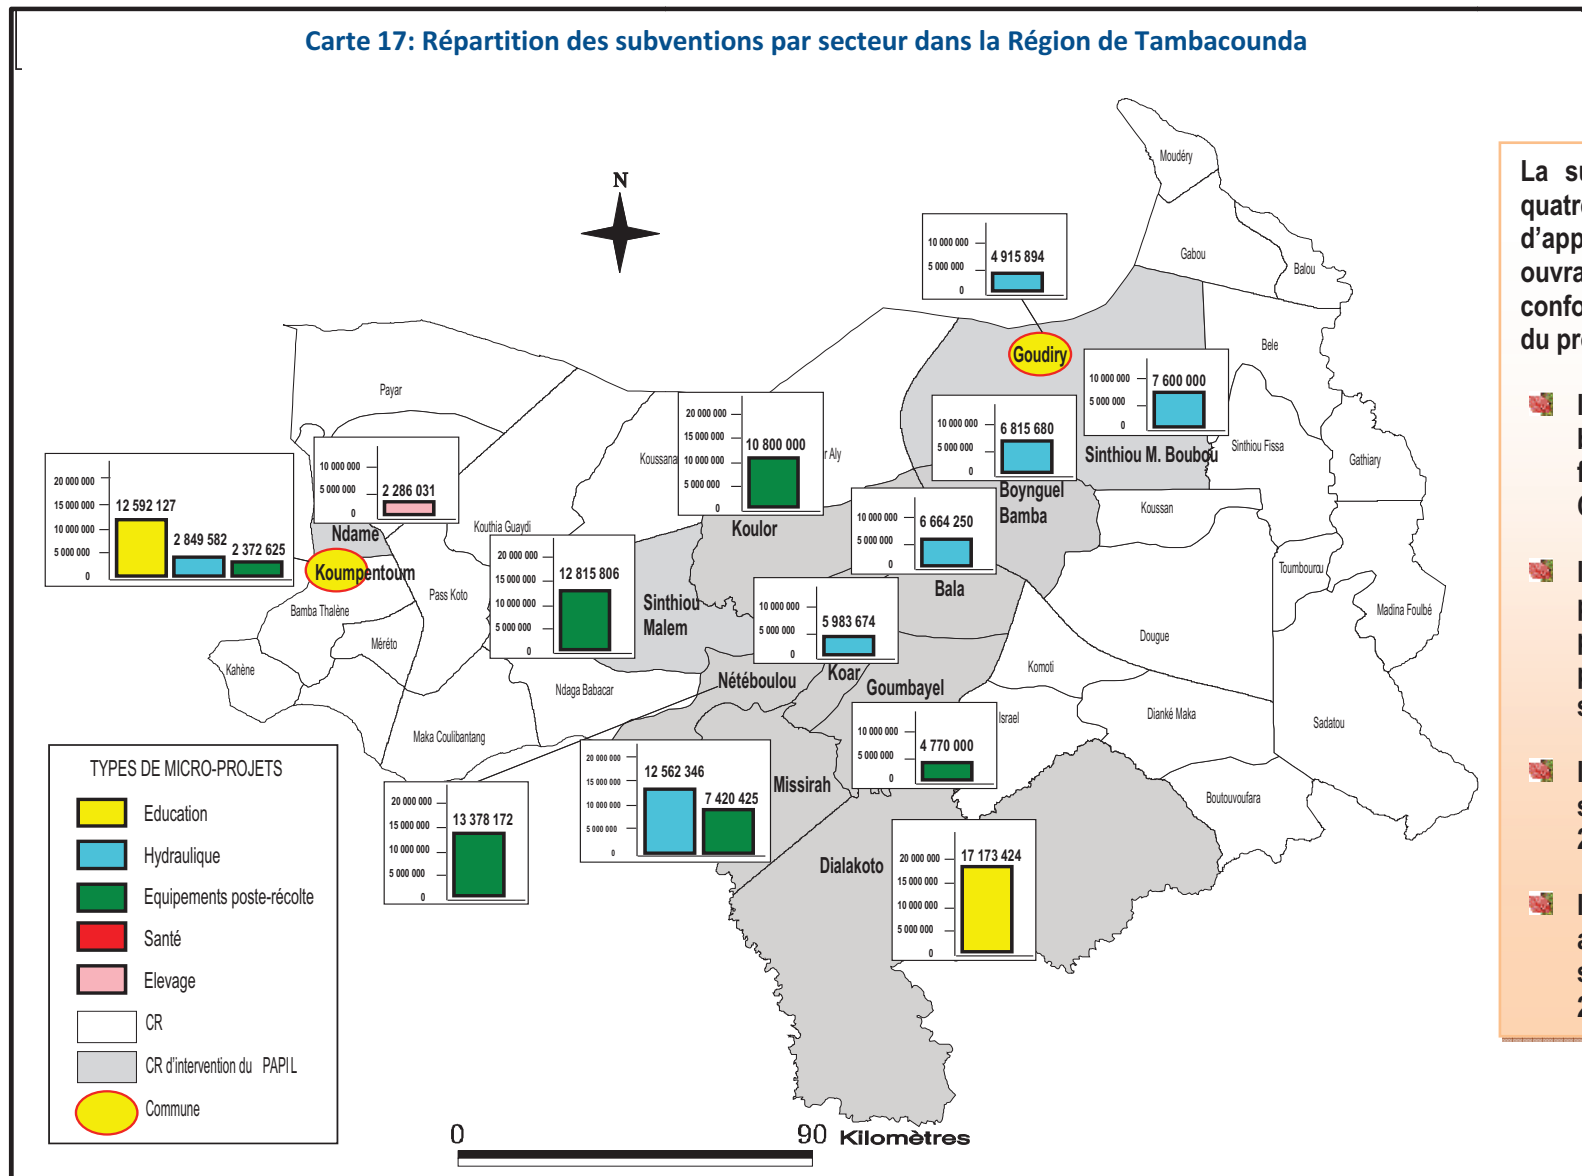 Carte 17: Répartition des subventions par secteur dans la Région de Tambacounda
N
Moudéry
Gabou
Balou
10 000 000
5 000 000
0
4 915 894
Goudiry
Bele
Payar
10 000 000
5 000 000
0
7 600 000
Sinthiou M. Boubou
Sinthiou Fissa
Gathiary
20 000 000
15 000 000
10 000 000
5 000 000
0
10 800 000
Koulor
Koussana
r Aly
10 000 000
5 000 000
0
6 815 680
Boynguel
Bamba
Koussan
10 000 000
5 000 000
0
2 286 031
Ndame
20 000 000
15 000 000
10 000 000
5 000 000
0
12 592 127
2 849 582
2 372 625
Koumpentoum
Kouthia Guaydi
10 000 000
5 000 000
0
6 664 250
Bala
Toumbourou
Madina Foulbé
20 000 000
15 000 000
10 000 000
5 000 000
0
12 815 806
Sinthiou
Malem
Bamba Thalène
Pass Koto
Méréto
Kahène
10 000 000
5 000 000
0
5 983 674
Koar
Dougue
Komoti
Ndaga Babacar
Nétéboulou
Goumbayel
Maka Coulibantang
Israel
Dianké Maka
Sadatou
10 000 000
5 000 000
0
4 770 000
20 000 000
15 000 000
10 000 000
5 000 000
0
12 562 346
7 420 425
Missirah
Boutouvoufara
20 000 000
15 000 000
10 000 000
5 000 000
0
13 378 172
Dialakoto
20 000 000
15 000 000
10 000 000
5 000 000
0
17 173 424
TYPES DE MICRO-PROJETS
Education
Hydraulique
Equipements poste-récolte
Santé
Elevage
CR
CR d'intervention du PAPIL
Commune
0 90 Kilomètres
La su
quatre
d'app
ouvra
confo
du pr